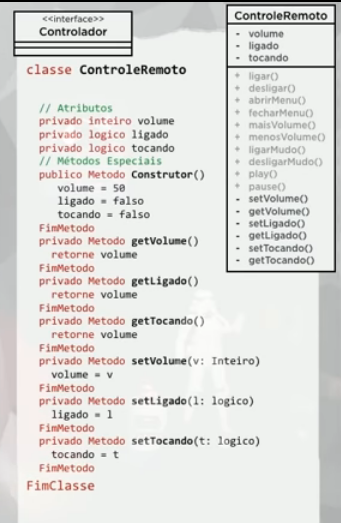 <<interface>>
Controlador
ControleRemoto
- volume
- ligado
- tocando
+ ligar()
+ desligar()
+ abrirMenu()
+ fecharMenu()
+ maisVolume()
+ menosVolume()
+ ligarMudo()
+ desligarMudo()
+ play()
+ pause()
- setVolume()
- getVolume()
- setLigado()
- getLigado()
- setTocando()
- getTocando()
classe ControleRemoto
// Atributos
privado inteiro volume
privado logico ligado
privado logico tocando
// Métodos Especiais
publico Metodo Construtor()
volume = 50
ligado = falso
tocando = falso
FimMetodo
privado Metodo getVolume()
retorne volume
FimMetodo
privado Metodo getLigado()
retorne volume
FimMetodo
privado Metodo getTocando()
retorne volume
FimMetodo
privado Metodo setVolume(v: Inteiro)
volume = v
FimMetodo
privado Metodo setLigado(l: logico)
ligado = l
FimMetodo
privado Metodo setTocando(t: logico)
tocando = t
FimMetodo
FimClasse